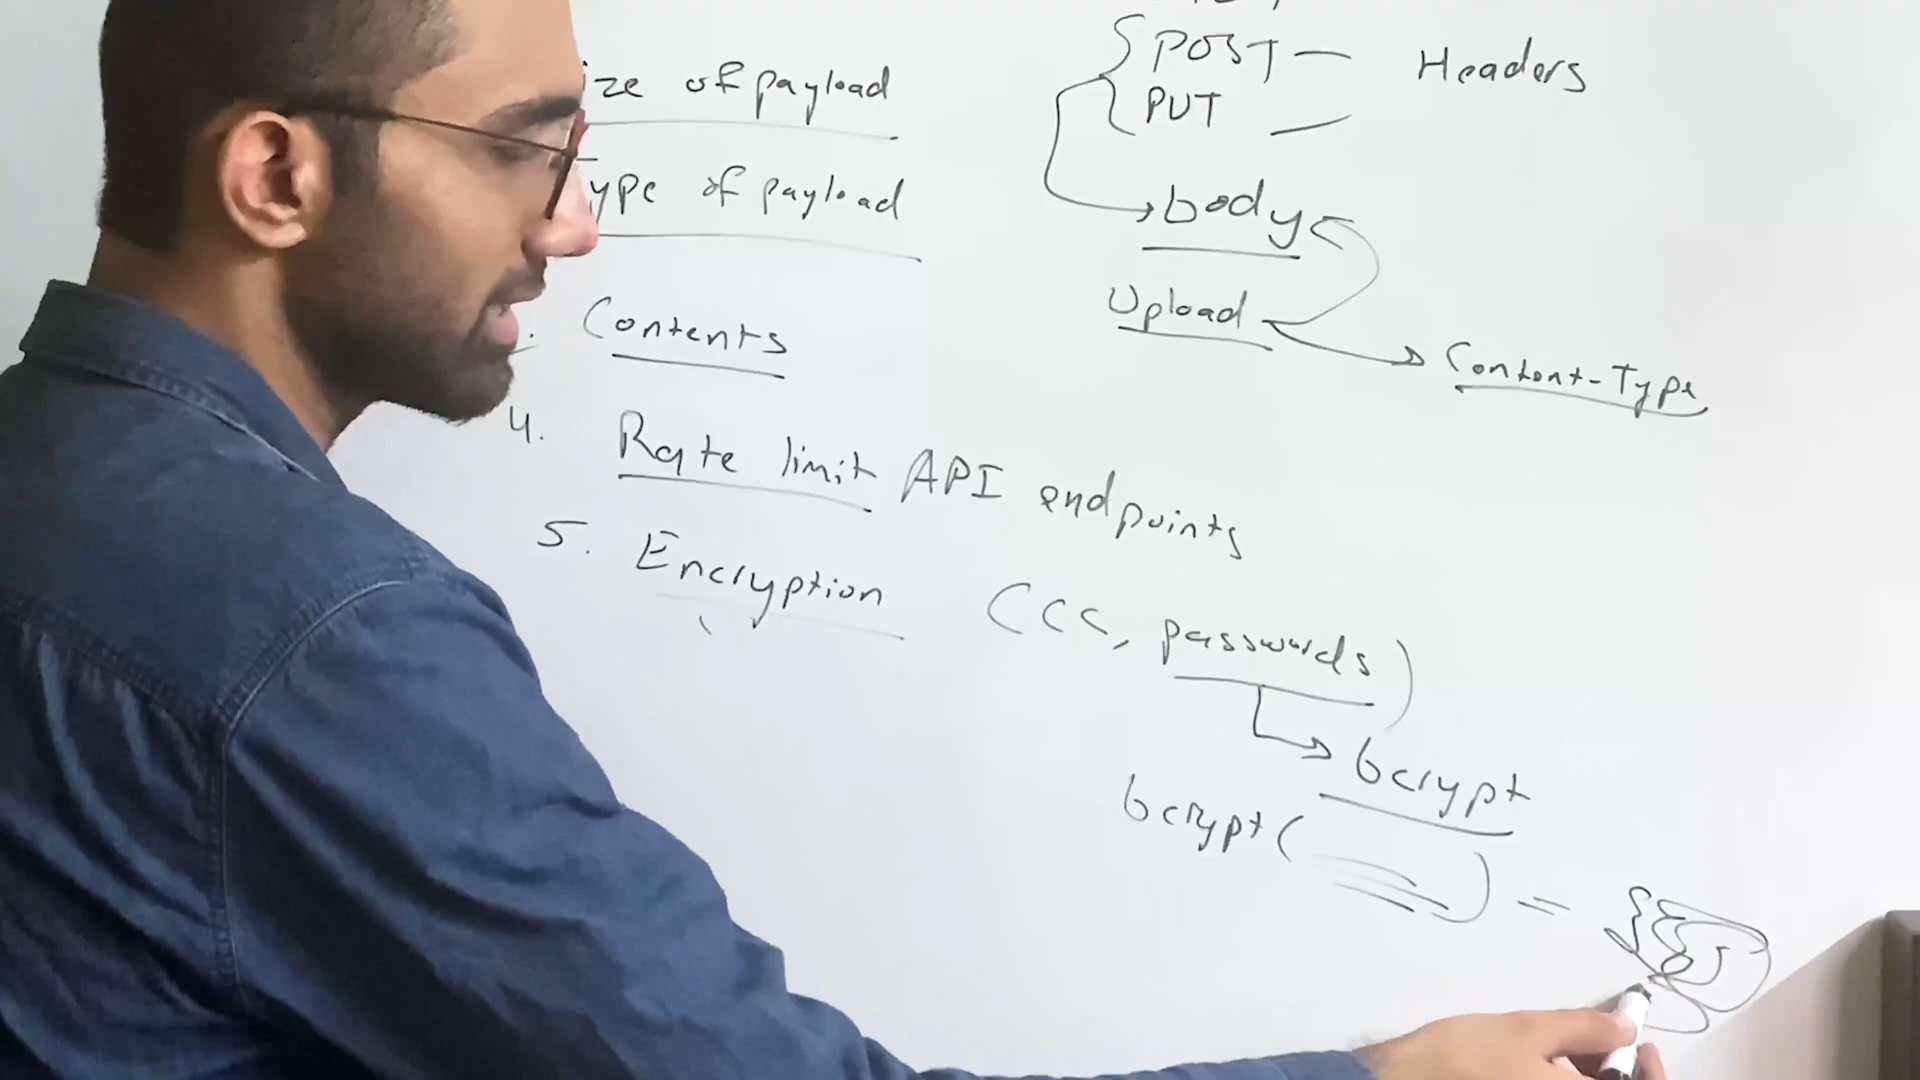 ize of payload
ype of payload
Contents
4. Rate limit API endpoints
5. Encryption (CCC, passwords)
bcrypt
bcrypt( ) =
POST — Headers
PUT —
body
Upload
Content-Type